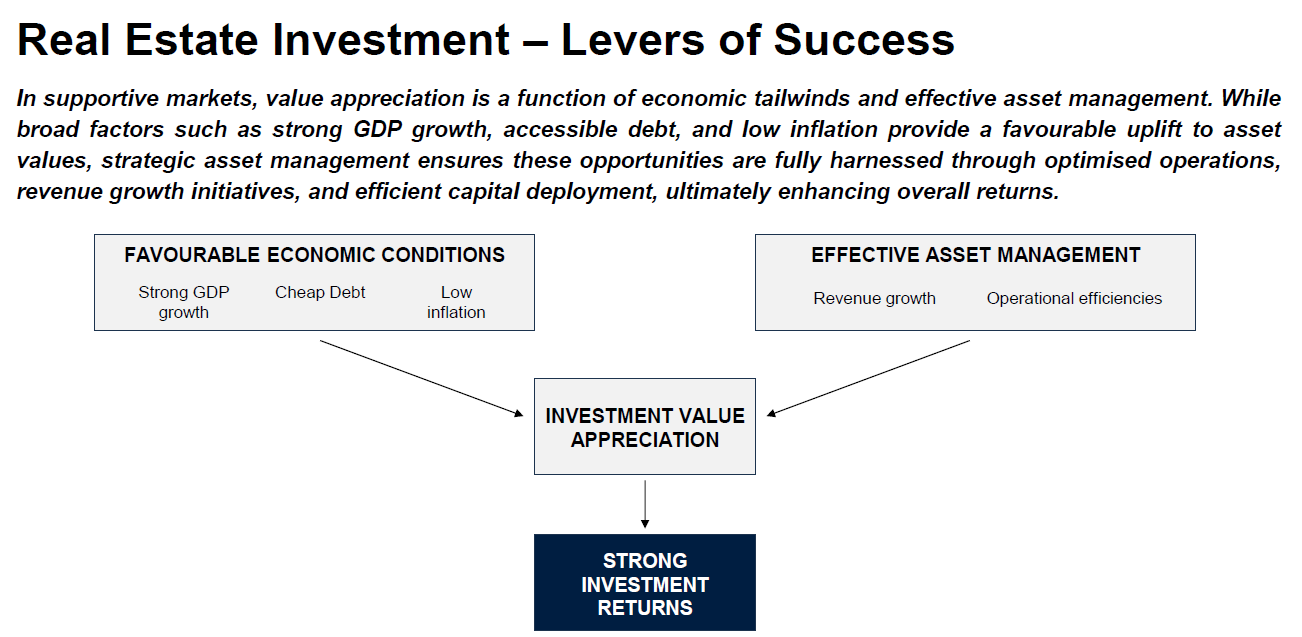 Real Estate Investment – Levers of Success
In supportive markets, value appreciation is a function of economic tailwinds and effective asset management. While
broad factors such as strong GDP growth, accessible debt, and low inflation provide a favourable uplift to asset
values, strategic asset management ensures these opportunities are fully harnessed through optimised operations,
revenue growth initiatives, and efficient capital deployment, ultimately enhancing overall returns.
FAVOURABLE ECONOMIC CONDITIONS
Strong GDP
growth
Cheap Debt
Low
inflation
EFFECTIVE ASSET MANAGEMENT
Revenue growth
Operational efficiencies
INVESTMENT VALUE
APPRECIATION
STRONG
INVESTMENT
RETURNS